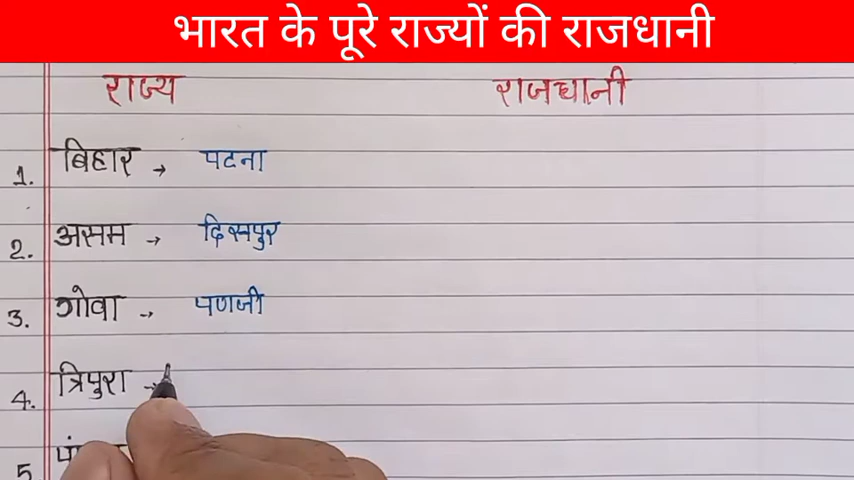 भारत के पूरे राज्यों की राजधानी
राज्य राजधानी
1. बिहार → पटना
2. असम → दिसपुर
3. गोवा → पणजी
4. त्रिपुरा →
5